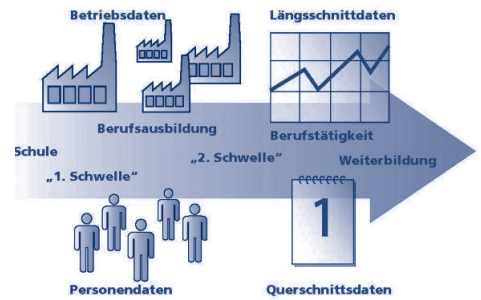 Betriebsdaten
Längsschnittdaten
Berufsausbildung
Berufstätigkeit
Schule
„1. Schwelle“
„2. Schwelle“
Weiterbildung
1
Personendaten
Querschnittsdaten